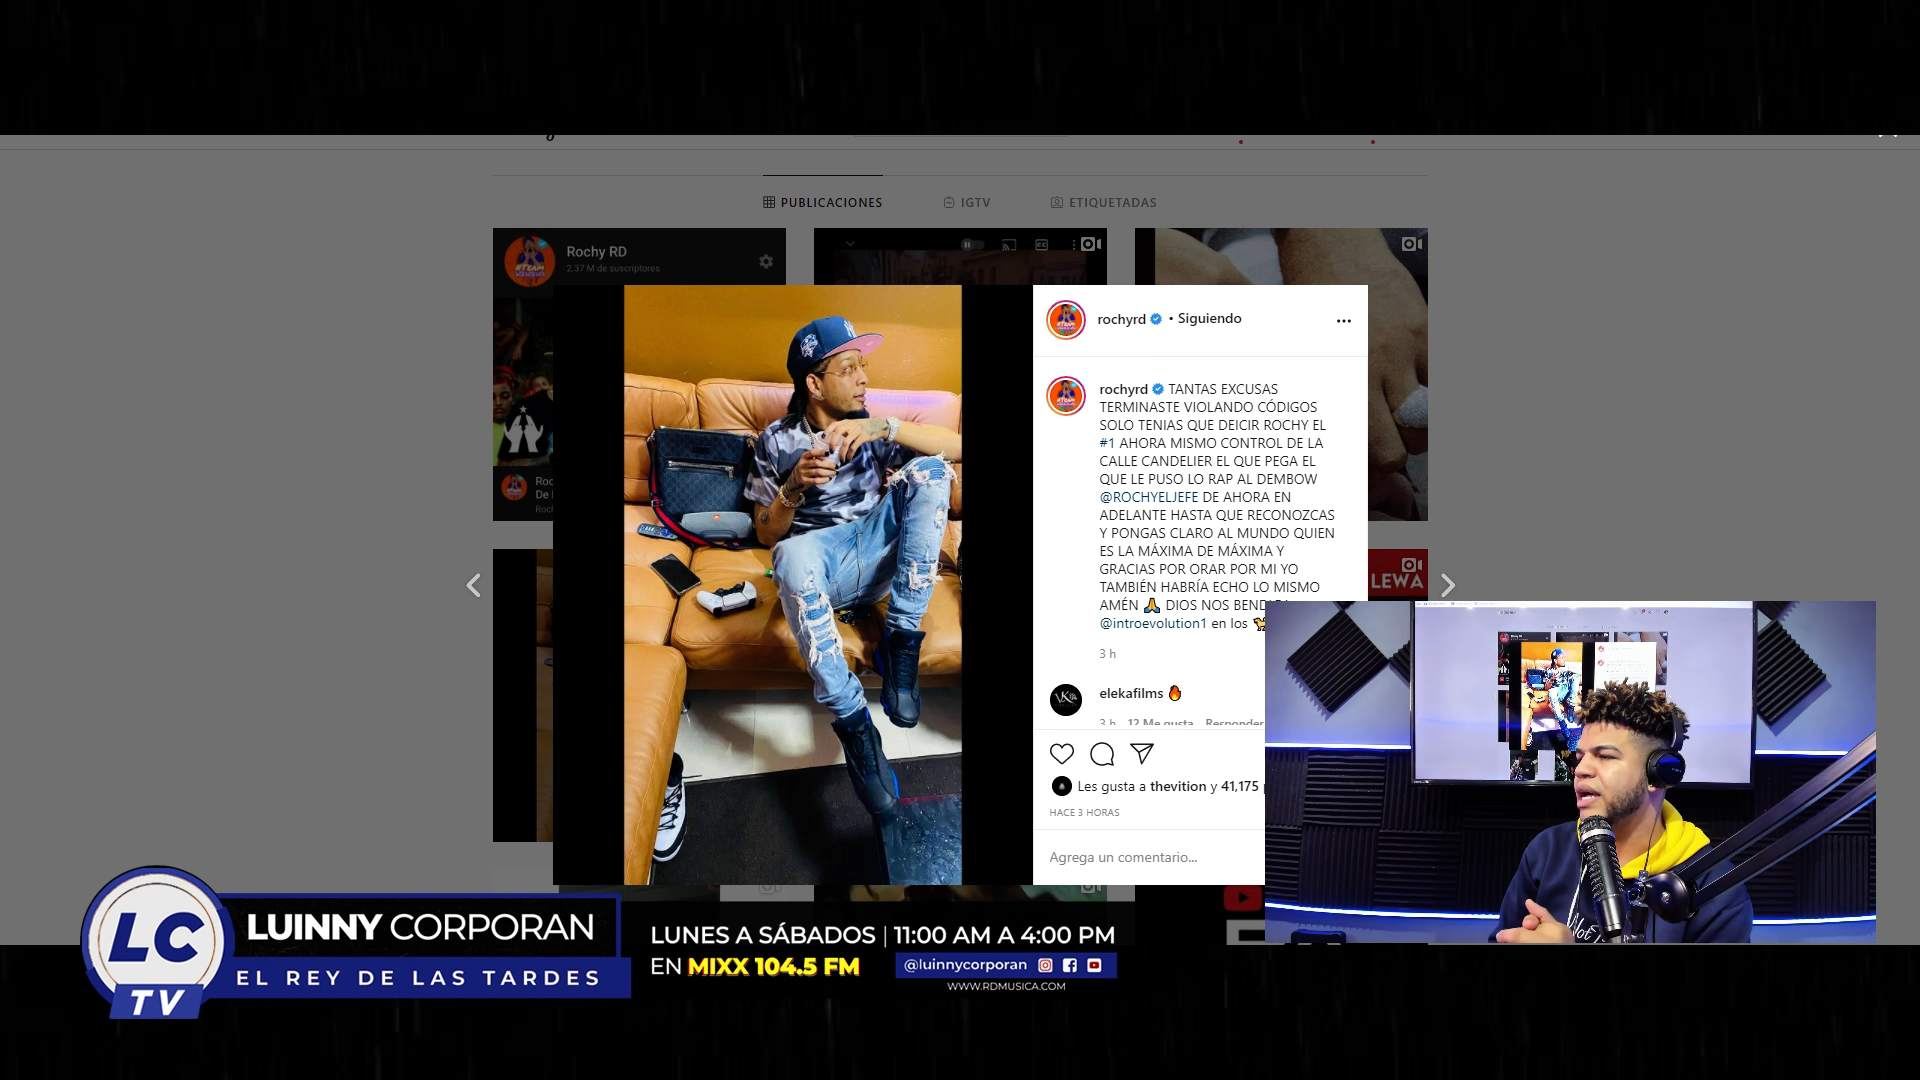 PUBLICACIONES
IGTV
ETIQUETADAS
Rochy RD
2.37 M de suscriptores
rochyrd • Siguiendo
rochyrd TANTAS EXCUSAS
TERMINASTE VIOLANDO CÓDIGOS
SOLO TENIAS QUE DEICIR ROCHY EL
#1 AHORA MISMO CONTROL DE LA
CALLE CANDELIER EL QUE PEGA EL
QUE LE PUSO LO RAP AL DEMBOW
@ROCHYELJEFE DE AHORA EN
ADELANTE HASTA QUE RECONOZCAS
Y PONGAS CLARO AL MUNDO QUIEN
ES LA MÁXIMA DE MÁXIMA Y
GRACIAS POR ORAR POR MI YO
TAMBIÉN HABRÍA ECHO LO MISMO
AMÉN 🙏 DIOS NOS
@introevolution1 en los 🐪
3 h
elekafilms 🔥
3 h 12 Me gusta Responder
Les gusta a thevition y 41,175
HACE 3 HORAS
Agrega un comentario...
LEWA
LC
TV
LUINNY CORPORAN
EL REY DE LAS TARDES
LUNES A SÁBADOS | 11:00 AM A 4:00 PM
EN MIXX 104.5 FM
@luinnycorporan
WWW.RDMUSICA.COM